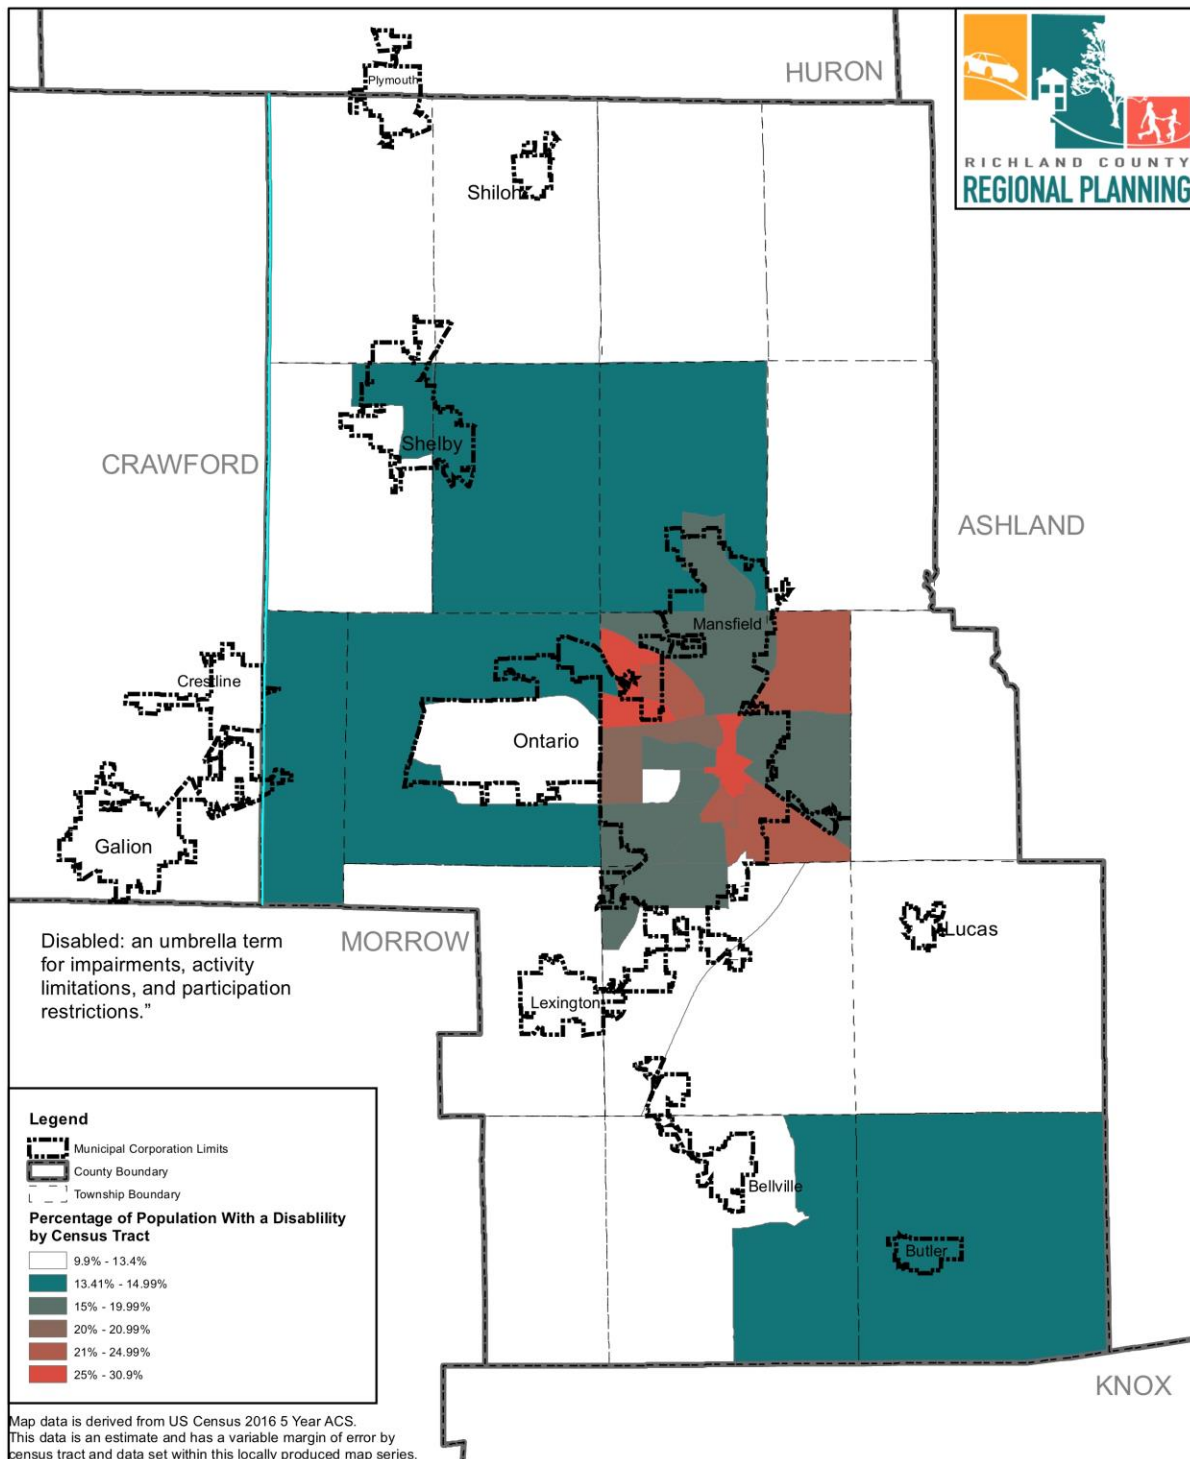 HURON
RICHLAND COUNTY
REGIONAL PLANNING
Plymouth
Shiloh
CRAWFORD
Shelby
ASHLAND
Mansfield
Crestline
Ontario
Galion
MORROW
Lucas
Disabled: an umbrella term
for impairments, activity
limitations, and participation
restrictions.”
Lexington
Legend
Municipal Corporation Limits
County Boundary
Township Boundary
Percentage of Population With a Disablility
by Census Tract
9.9% - 13.4%
13.41% - 14.99%
15% - 19.99%
20% - 20.99%
21% - 24.99%
25% - 30.9%
Bellville
Butler
KNOX
Map data is derived from US Census 2016 5 Year ACS.
This data is an estimate and has a variable margin of error by
census tract and data set within this locally produced map series.